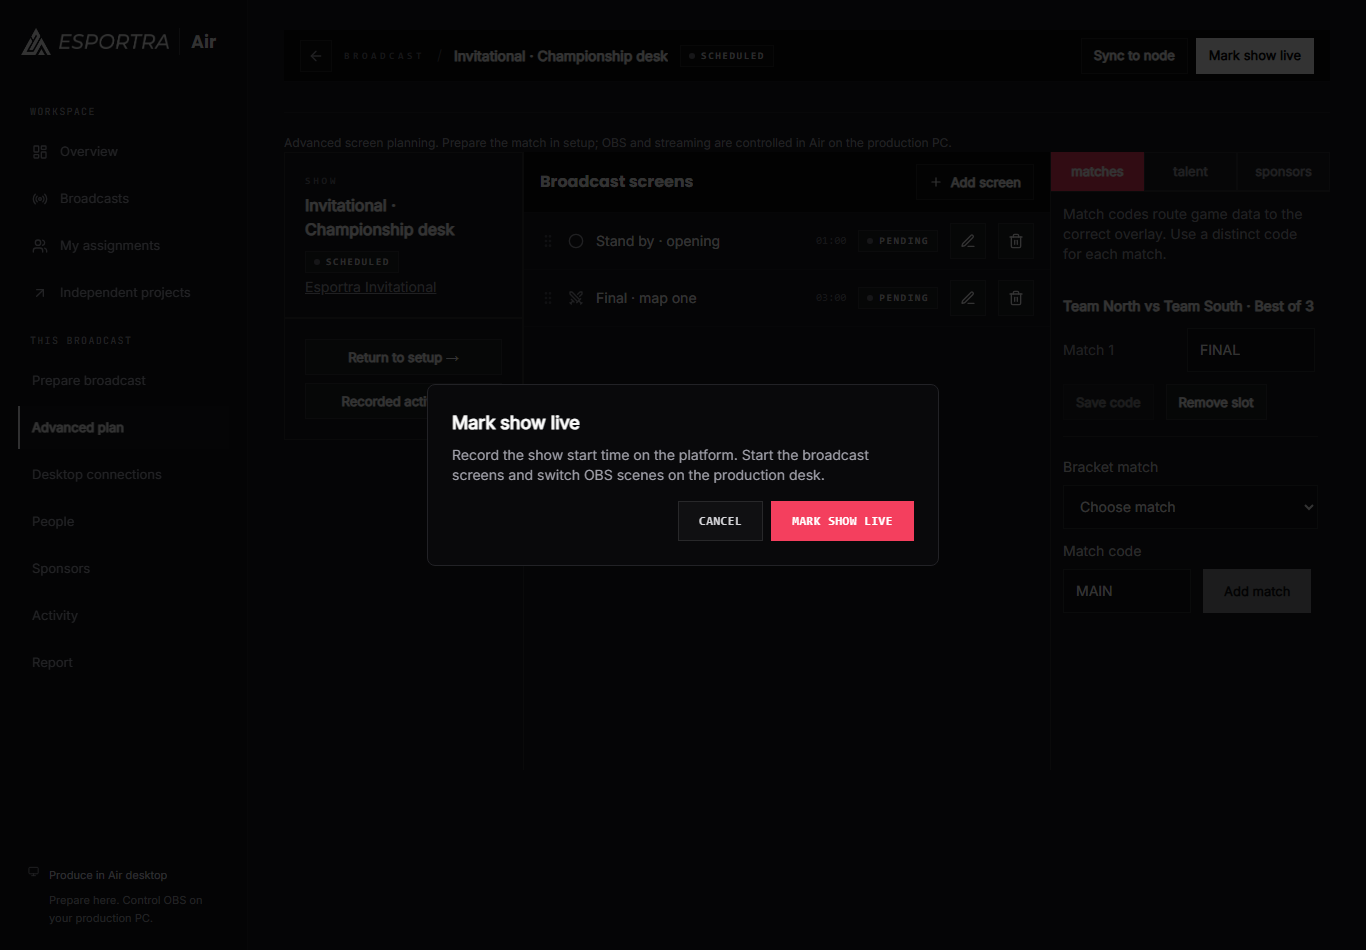 ESPORTRA Air
WORKSPACE
Overview
Broadcasts
My assignments
Independent projects
THIS BROADCAST
Prepare broadcast
Advanced plan
Desktop connections
People
Sponsors
Activity
Report
Produce in Air desktop
Prepare here. Control OBS on
your production PC.
BROADCAST / Invitational · Championship desk SCHEDULED
Sync to node
Mark show live
Advanced screen planning. Prepare the match in setup; OBS and streaming are controlled in Air on the production PC.
SHOW
Invitational ·
Championship desk
SCHEDULED
Esportra Invitational
Return to setup →
Recorded acti
Broadcast screens
+ Add screen
Stand by · opening 01:00 PENDING
Final · map one 03:00 PENDING
Mark show live
Record the show start time on the platform. Start the broadcast
screens and switch OBS scenes on the production desk.
CANCEL
MARK SHOW LIVE
matches talent sponsors
Match codes route game data to the
correct overlay. Use a distinct code
for each match.
Team North vs Team South · Best of 3
Match 1 FINAL
Save code Remove slot
Bracket match
Choose match
Match code
MAIN Add match